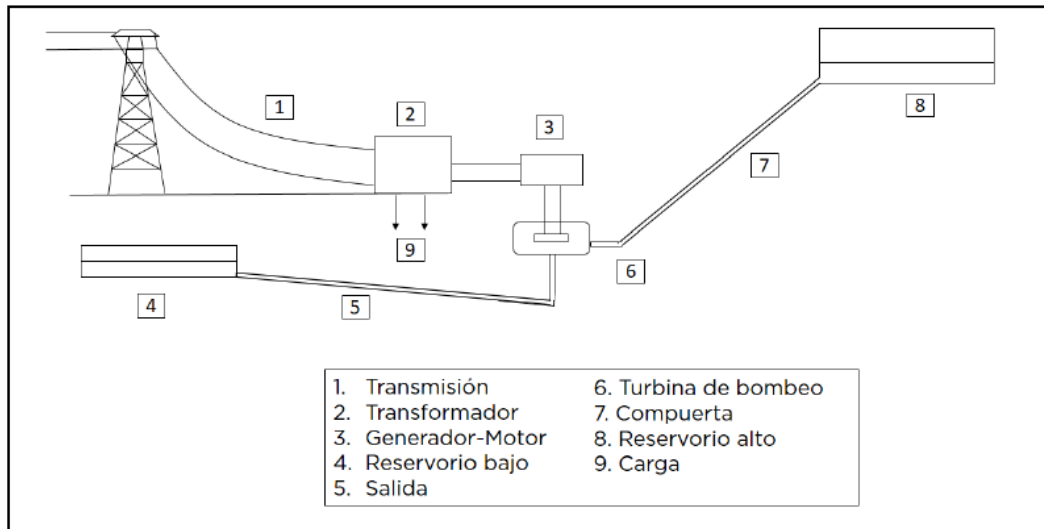 1
2
3
8
7
9
6
4
5
1. Transmisión
2. Transformador
3. Generador-Motor
4. Reservorio bajo
5. Salida
6. Turbina de bombeo
7. Compuerta
8. Reservorio alto
9. Carga